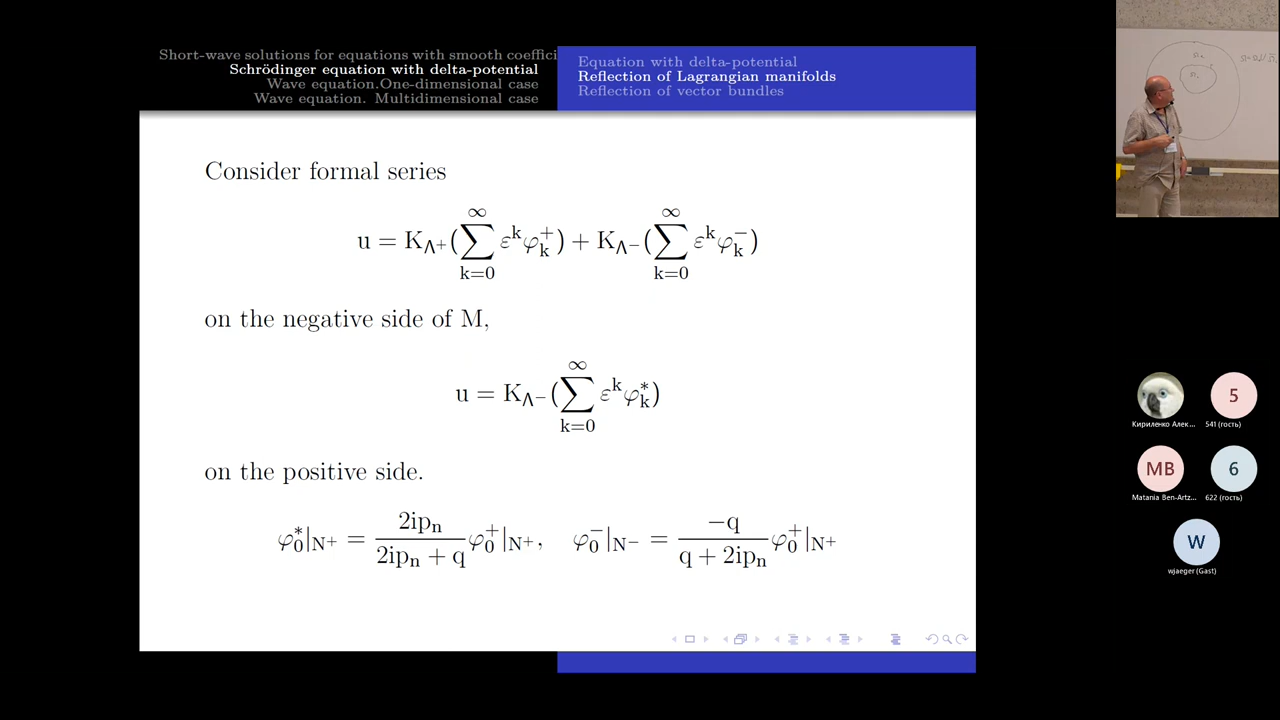 Short-wave solutions for equations with smooth coeffici
Schrödinger equation with delta-potential
Wave equation.One-dimensional case
Wave equation. Multidimensional case
Equation with delta-potential
Reflection of Lagrangian manifolds
Reflection of vector bundles
Consider formal series
u = K_{Λ^+}(\sum_{k=0}^{∞} ε^k φ_k^+) + K_{Λ^-}(\sum_{k=0}^{∞} ε^k φ_k^-)
on the negative side of M,
u = K_{Λ^-}(\sum_{k=0}^{∞} ε^k φ_k^*)
on the positive side.
φ_0^*|_{N^+} = \frac{2ip_n}{2ip_n + q} φ_0^+|_{N^+}, φ_0^-|_{N^-} = \frac{-q}{q + 2ip_n} φ_0^+|_{N^+}
Кириленко Алек...
5
541 (гость)
MB
Matania Ben-Artz...
6
622 (гость)
W
wjaeger (Gast)